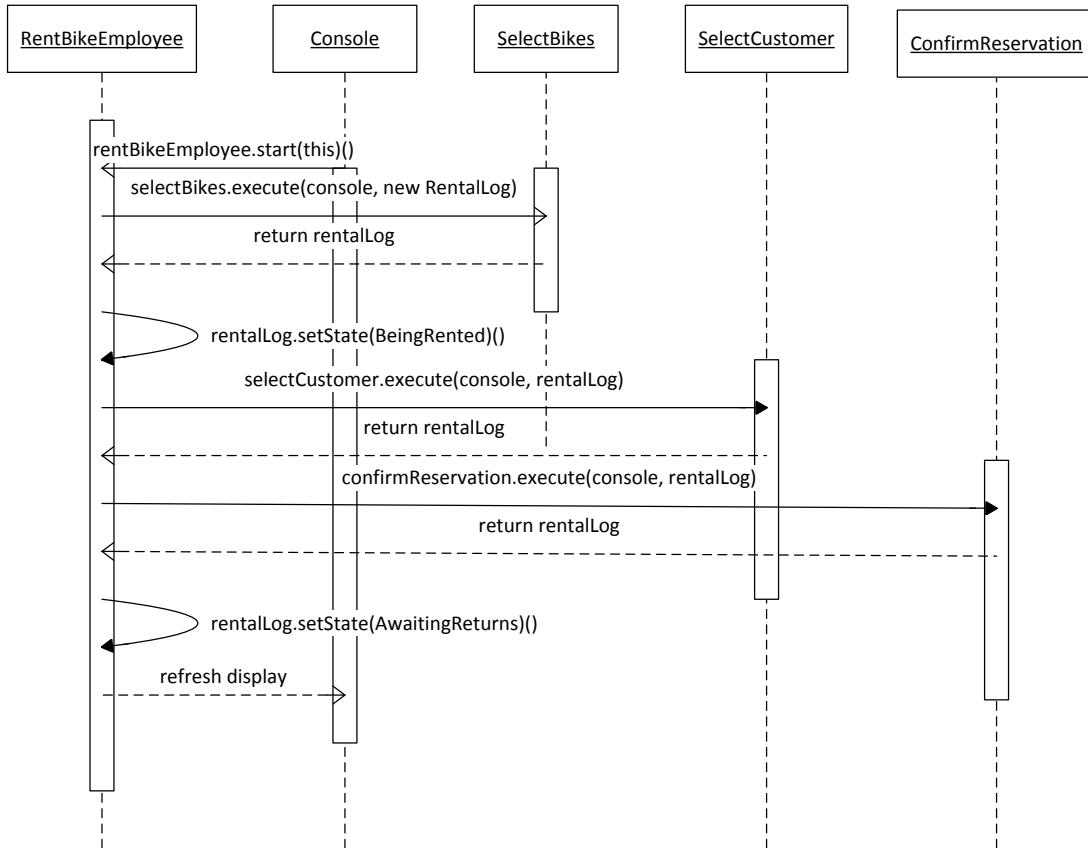 RentBikeEmployee
Console
SelectBikes
SelectCustomer
ConfirmReservation
rentBikeEmployee.start(this)()
selectBikes.execute(console, new RentalLog)
return rentalLog
rentalLog.setState(BeingRented)()
selectCustomer.execute(console, rentalLog)
return rentalLog
confirmReservation.execute(console, rentalLog)
return rentalLog
rentalLog.setState(AwaitingReturns)()
refresh display